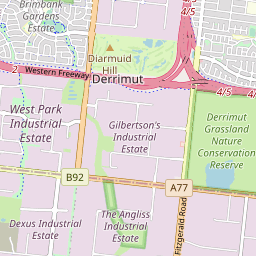 Brimbank
Gardens
Estate
Diarmuid
Hill
2
Western Freeway
Derrimut
2
4/5
4/5
4/5
West Park
Industrial
Estate
Gilbertson's
Industrial
Estate
Derrimut
Grassland
Nature
Conservation
Reserve
B92
A77
Fitzgerald Road
Dexus Industrial
Estate
The Angliss
Industrial
Estate